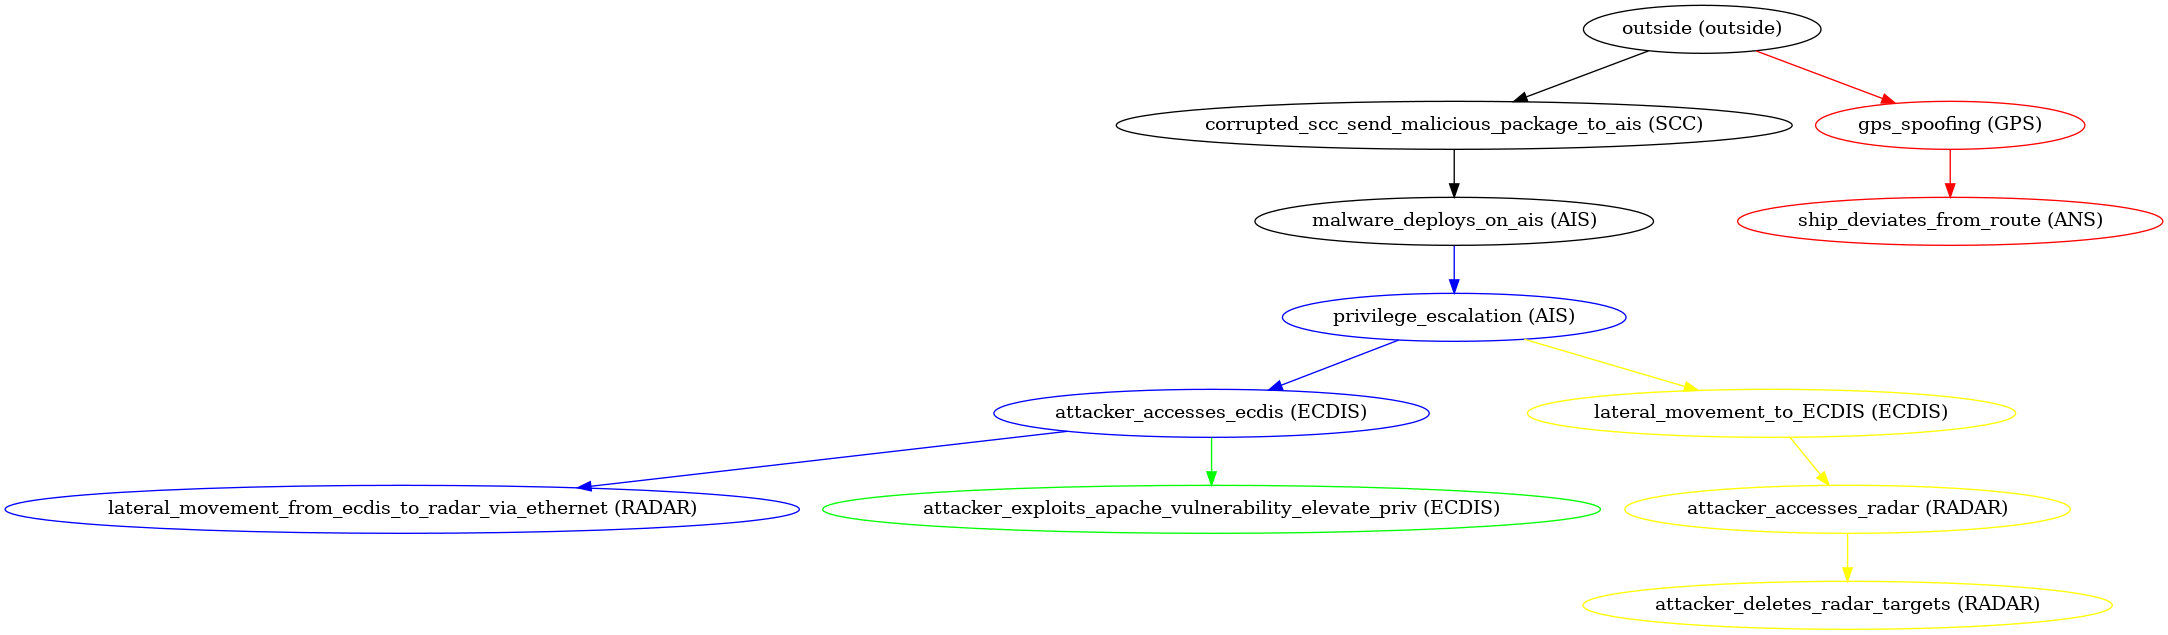 outside (outside)
corrupted_scc_send_malicious_package_to_ais (SCC)
gps_spoofing (GPS)
malware_deploys_on_ais (AIS)
ship_deviates_from_route (ANS)
privilege_escalation (AIS)
attacker_accesses_ecdis (ECDIS)
lateral_movement_to_ECDIS (ECDIS)
lateral_movement_from_ecdis_to_radar_via_ethernet (RADAR)
attacker_exploits_apache_vulnerability_elevate_priv (ECDIS)
attacker_accesses_radar (RADAR)
attacker_deletes_radar_targets (RADAR)